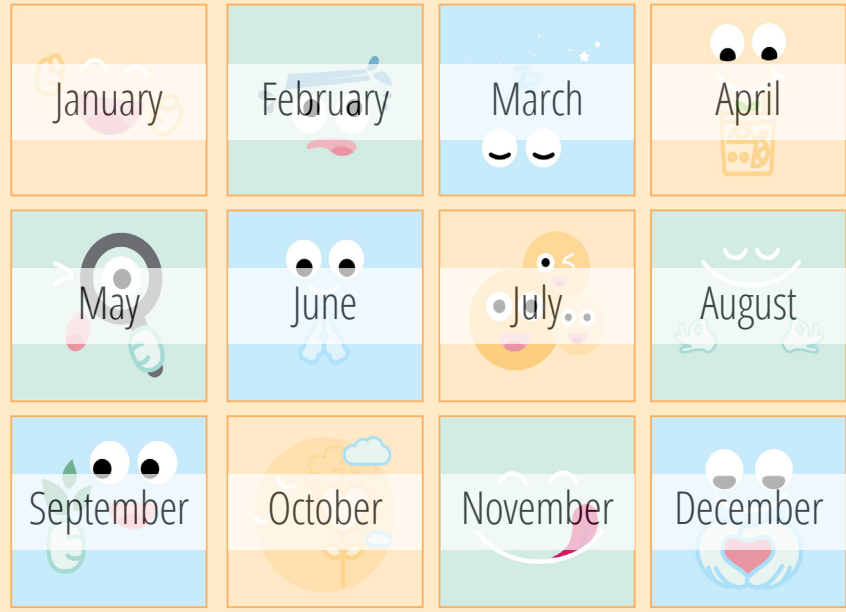 January
February
March
April
May
June
July
August
September
October
November
December